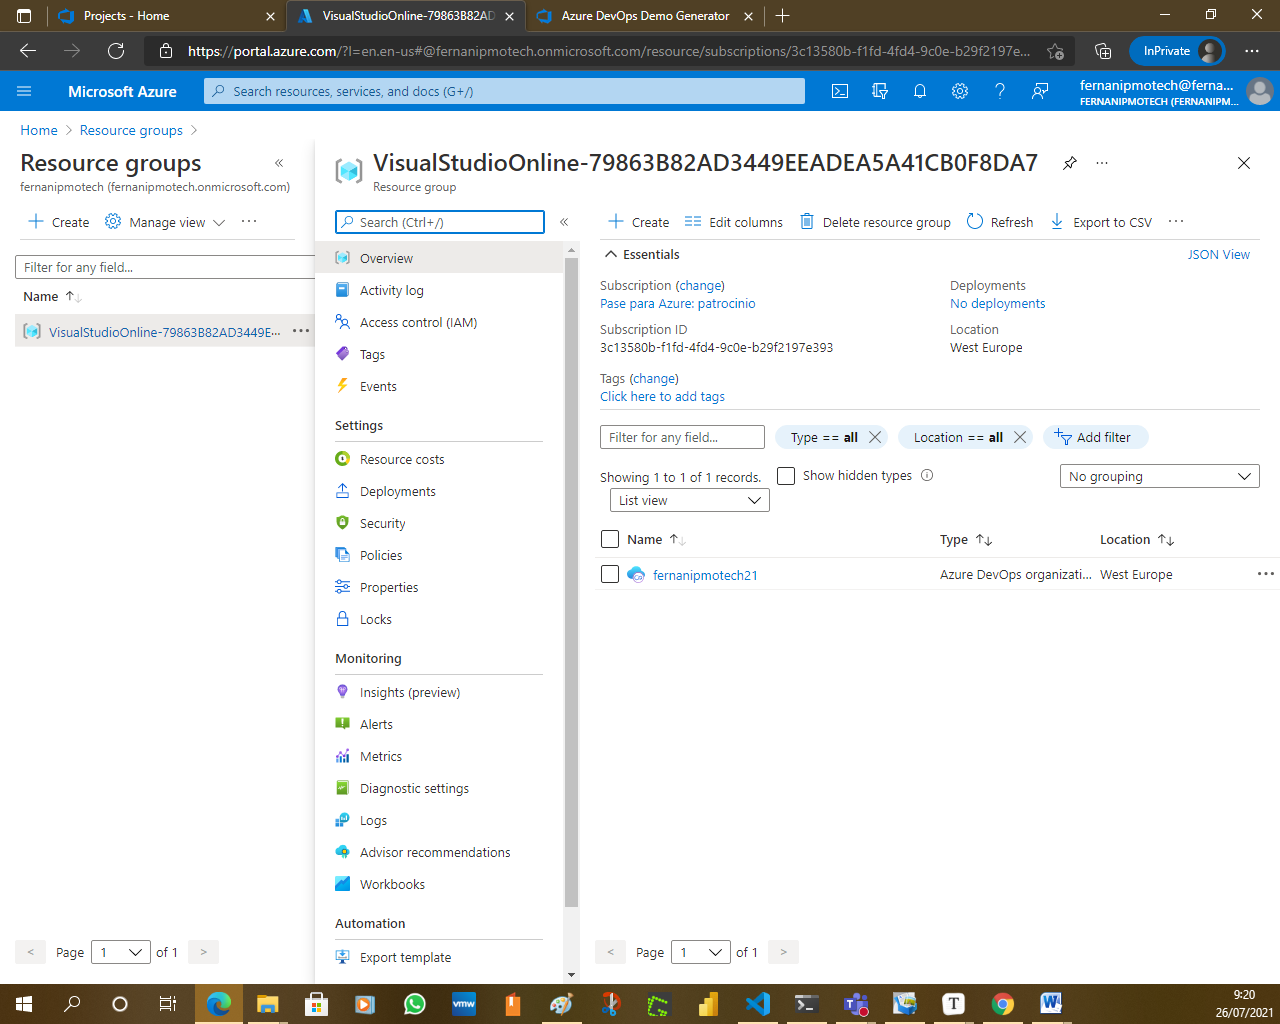 Projects - Home
VisualStudioOnline-79863B82AD
Azure DevOps Demo Generator
https://portal.azure.com/?l=en.en-us#@fernanipmotech.onmicrosoft.com/resource/subscriptions/3c13580b-f1fd-4fd4-9c0e-b29f2197e...
InPrivate
Microsoft Azure
Search resources, services, and docs (G+/)
fernanipmotech@ferna...
FERNANIPMOTECH (FERNANIPM...
Home
Resource groups
Resource groups
fernanipmotech (fernanipmotech.onmicrosoft.com)
Create
Manage view
Filter for any field...
Name
VisualStudioOnline-79863B82AD3449E...
Page 1 of 1
VisualStudioOnline-79863B82AD3449EEADEA5A41CB0F8DA7
Resource group
Search (Ctrl+/)
Overview
Activity log
Access control (IAM)
Tags
Events
Settings
Resource costs
Deployments
Security
Policies
Properties
Locks
Monitoring
Insights (preview)
Alerts
Metrics
Diagnostic settings
Logs
Advisor recommendations
Workbooks
Automation
Export template
Create
Edit columns
Delete resource group
Refresh
Export to CSV
Essentials
JSON View
Subscription (change)
Pase para Azure: patrocinio
Subscription ID
3c13580b-f1fd-4fd4-9c0e-b29f2197e393
Deployments
No deployments
Location
West Europe
Tags (change)
Click here to add tags
Filter for any field...
Type == all
Location == all
Add filter
Showing 1 to 1 of 1 records.
Show hidden types
No grouping
List view
Name
Type
Location
fernanipmotech21
Azure DevOps organizati...
West Europe
Page 1 of 1
vmw
T
W
9:20
26/07/2021